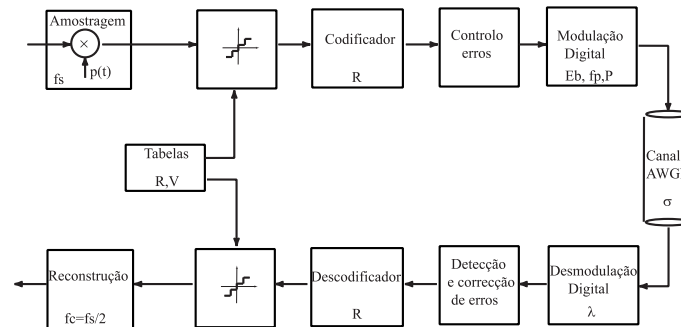 Amostragem
×
p(t)
fs
Codificador
R
Controlo
erros
Modulação
Digital
Eb, fp,P
Tabelas
R,V
Canal
AWG
σ
Reconstrução
fc=fs/2
Descodificador
R
Detecção
e correcção
de erros
Desmodulação
Digital
λ